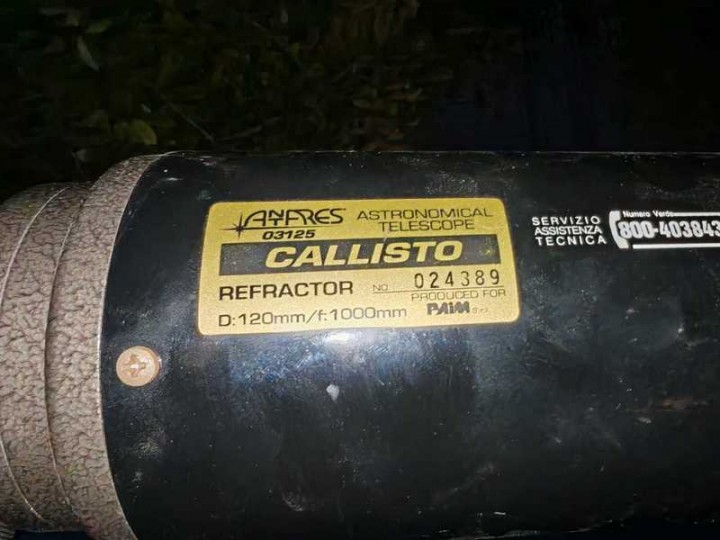 ANTARES
ASTRONOMICAL
TELESCOPE
03125
CALLISTO
REFRACTOR NO. 024389
D:120mm/f:1000mm
PRODUCED FOR
PAIM
SERVIZIO
ASSISTENZA
TECNICA
Numero Verde
800-403843